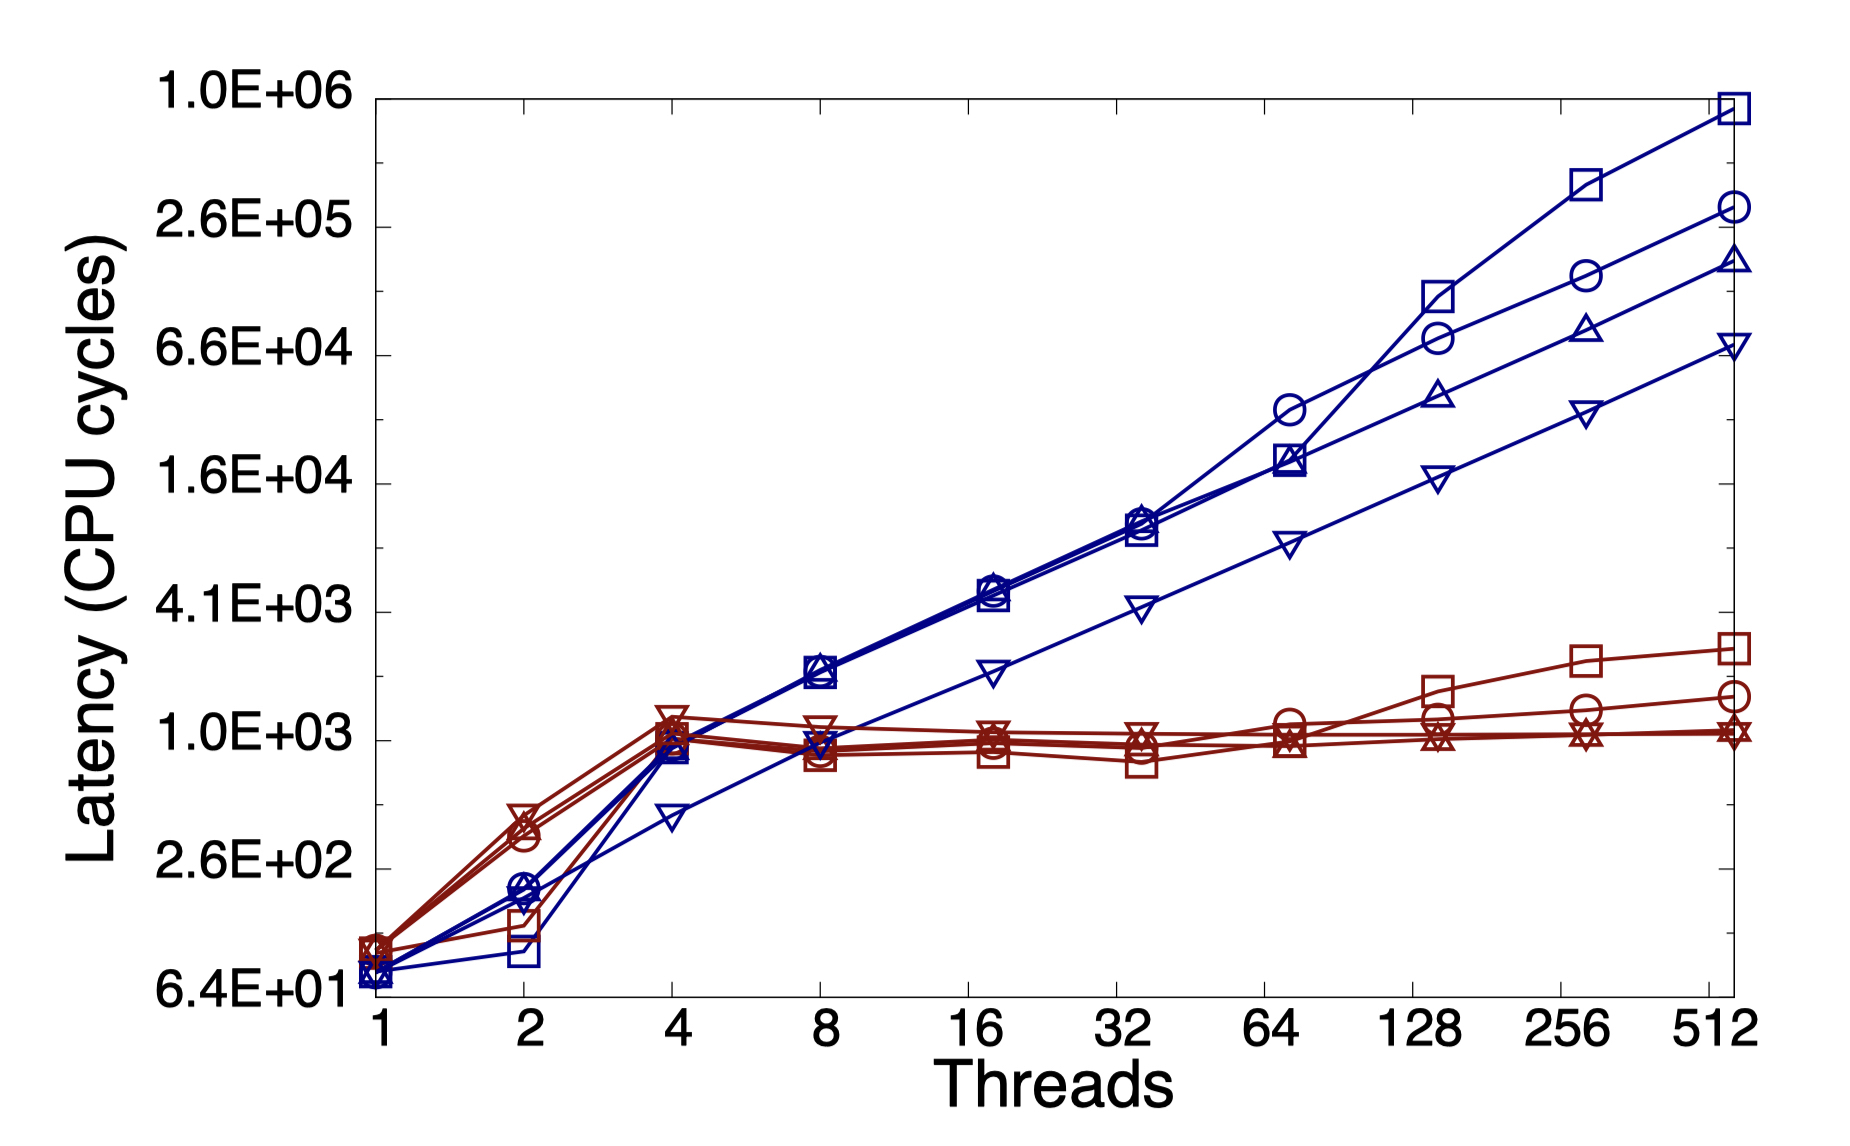 1.0E+06
2.6E+05
6.6E+04
1.6E+04
4.1E+03
1.0E+03
2.6E+02
6.4E+01
Latency (CPU cycles)
1 2 4 8 16 32 64 128 256 512
Threads